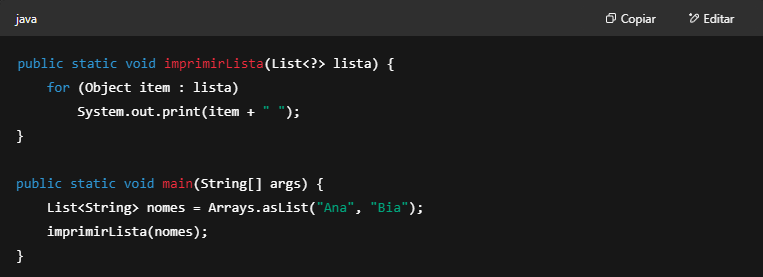 java Copiar Editar
public static void imprimirLista(List<?> lista) {
    for (Object item : lista)
        System.out.print(item + " ");
}
public static void main(String[] args) {
    List<String> nomes = Arrays.asList("Ana", "Bia");
    imprimirLista(nomes);
}